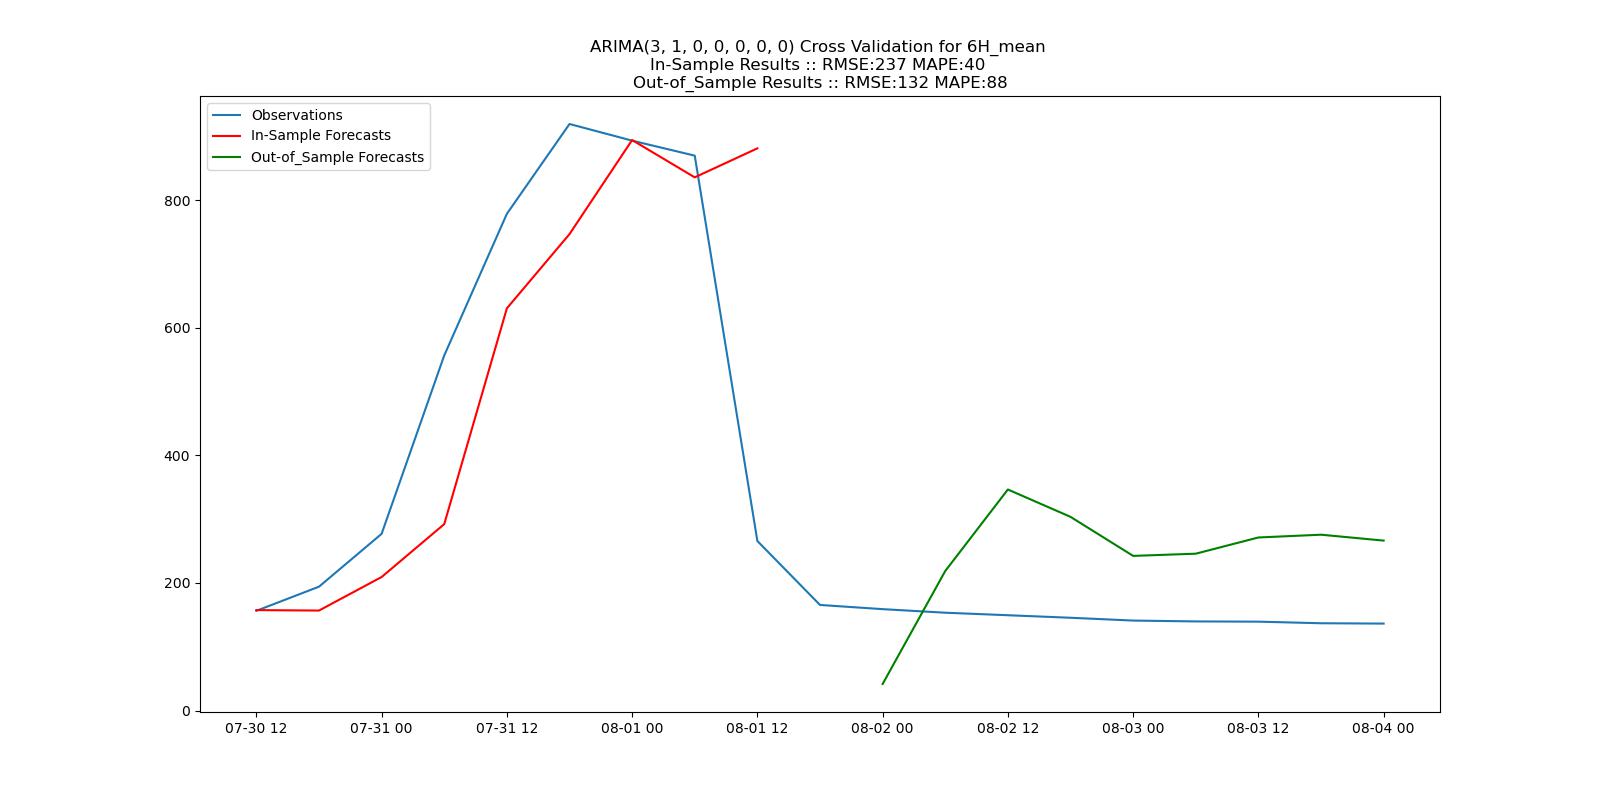 ARIMA(3, 1, 0, 0, 0, 0, 0) Cross Validation for 6H_mean
In-Sample Results :: RMSE:237 MAPE:40
Out-of_Sample Results :: RMSE:132 MAPE:88
Observations
In-Sample Forecasts
Out-of_Sample Forecasts
800
600
400
200
0
07-30 12
07-31 00
07-31 12
08-01 00
08-01 12
08-02 00
08-02 12
08-03 00
08-03 12
08-04 00